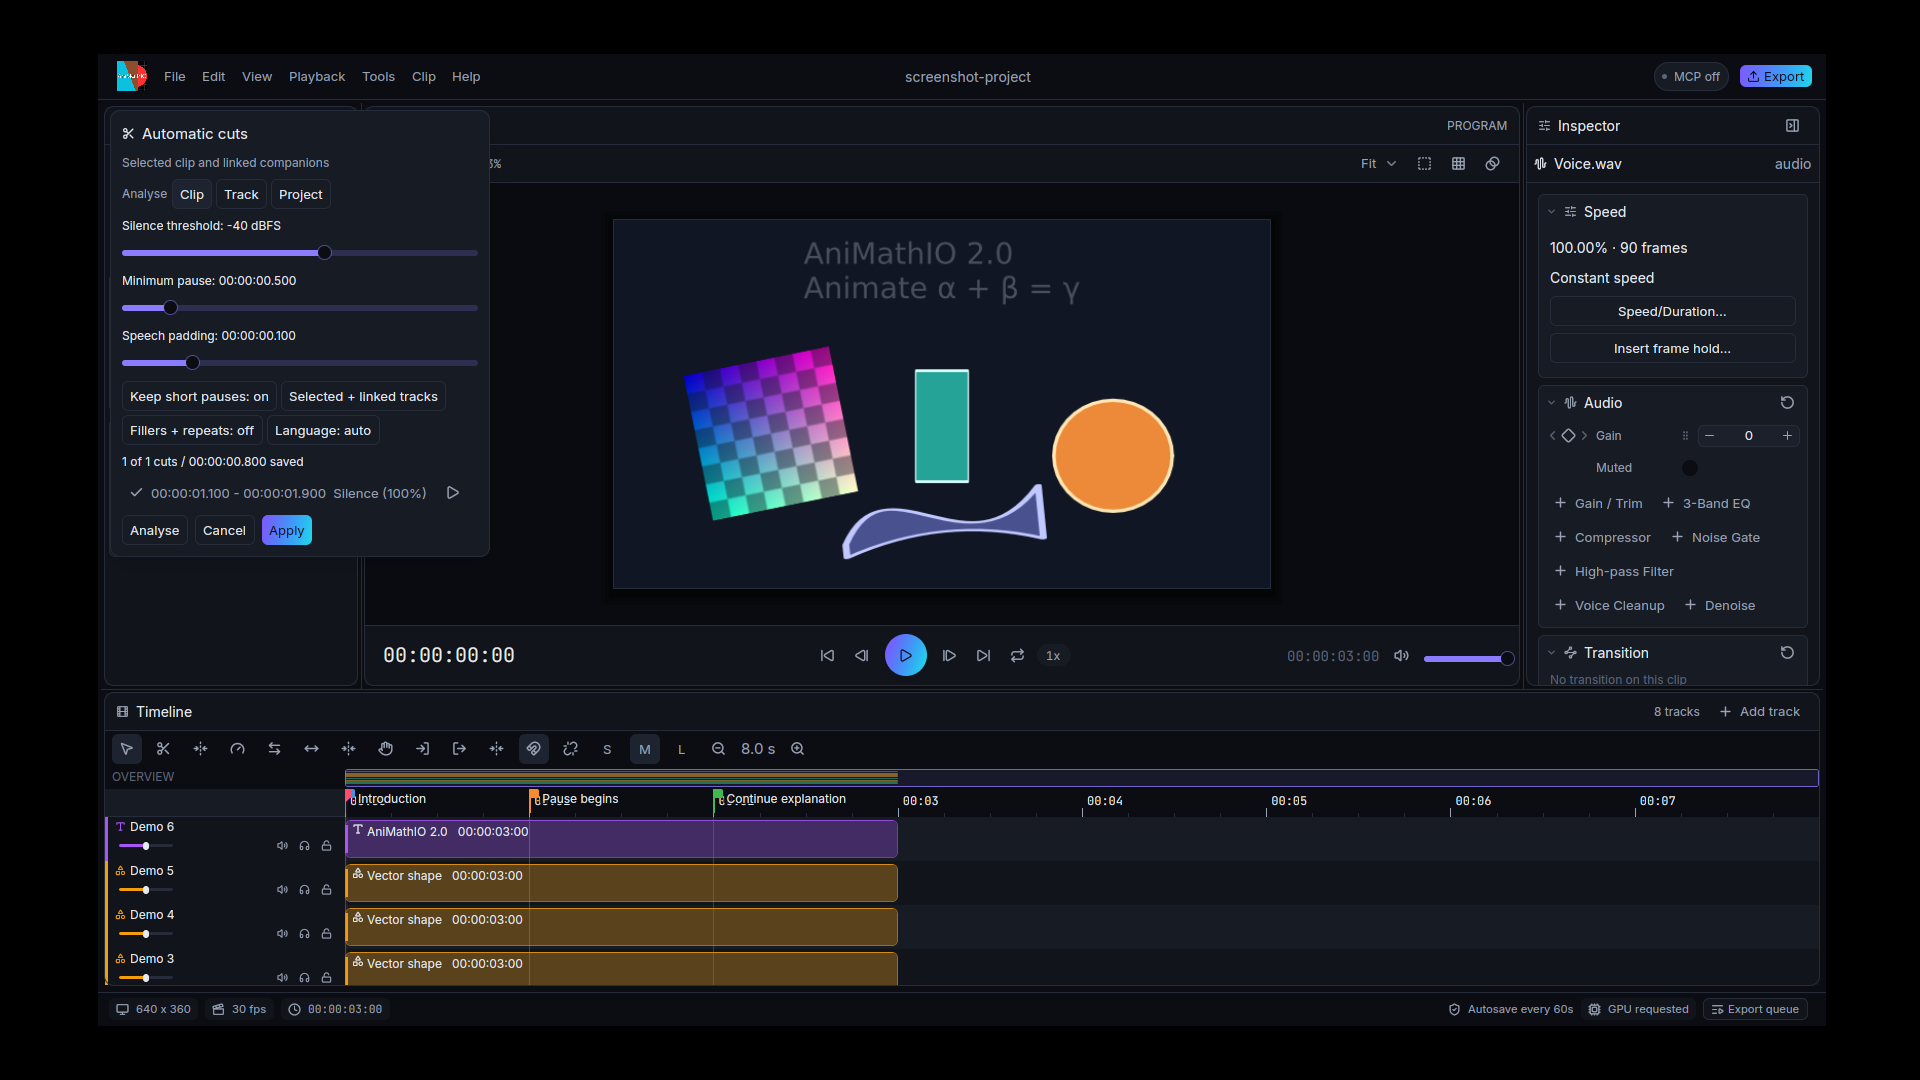 File Edit View Playback Tools Clip Help
screenshot-project
MCP off
Export
Automatic cuts
Selected clip and linked companions
Analyse Clip Track Project
Silence threshold: -40 dBFS
Minimum pause: 00:00:00.500
Speech padding: 00:00:00.100
Keep short pauses: on Selected + linked tracks
Fillers + repeats: off Language: auto
1 of 1 cuts / 00:00:00.800 saved
00:00:01.100 - 00:00:01.900 Silence (100%)
Analyse Cancel Apply
PROGRAM
Fit
AniMathIO 2.0
Animate α + β = γ
00:00:00:00
1x
00:00:03:00
Inspector
Voice.wav audio
Speed
100.00% · 90 frames
Constant speed
Speed/Duration...
Insert frame hold...
Audio
Gain 0
Muted
Gain / Trim 3-Band EQ
Compressor Noise Gate
High-pass Filter
Voice Cleanup Denoise
Transition
No transition on this clip
Timeline
8 tracks + Add track
S M L 8.0 s
OVERVIEW
Introduction Pause begins Continue explanation 00:03 00:04 00:05 00:06 00:07
Demo 6
AniMathIO 2.0 00:00:03:00
Demo 5
Vector shape 00:00:03:00
Demo 4
Vector shape 00:00:03:00
Demo 3
Vector shape 00:00:03:00
640 x 360 30 fps 00:00:03:00
Autosave every 60s GPU requested Export queue